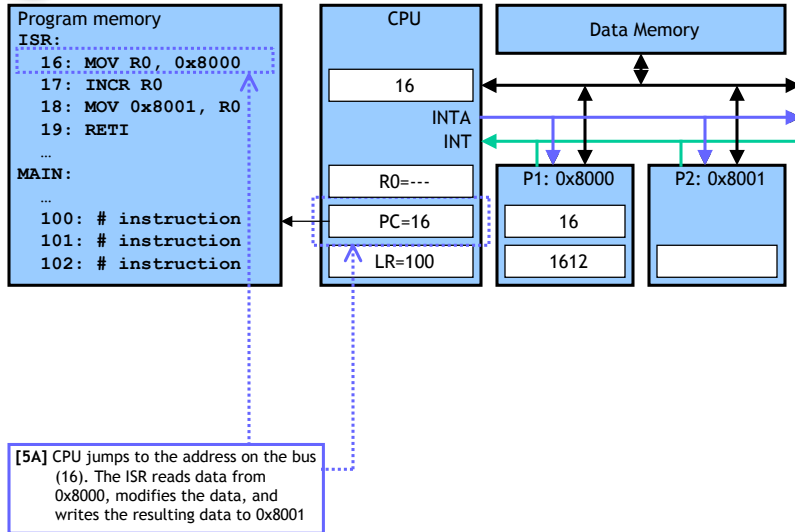 Program memory
ISR:
16: MOV R0, 0x8000
17: INCR R0
18: MOV 0x8001, R0
19: RETI
…
MAIN:
…
100: # instruction
101: # instruction
102: # instruction
CPU
16
INTA
INT
R0=---
PC=16
LR=100
Data Memory
P1: 0x8000
16
1612
P2: 0x8001
[5A] CPU jumps to the address on the bus
(16). The ISR reads data from
0x8000, modifies the data, and
writes the resulting data to 0x8001